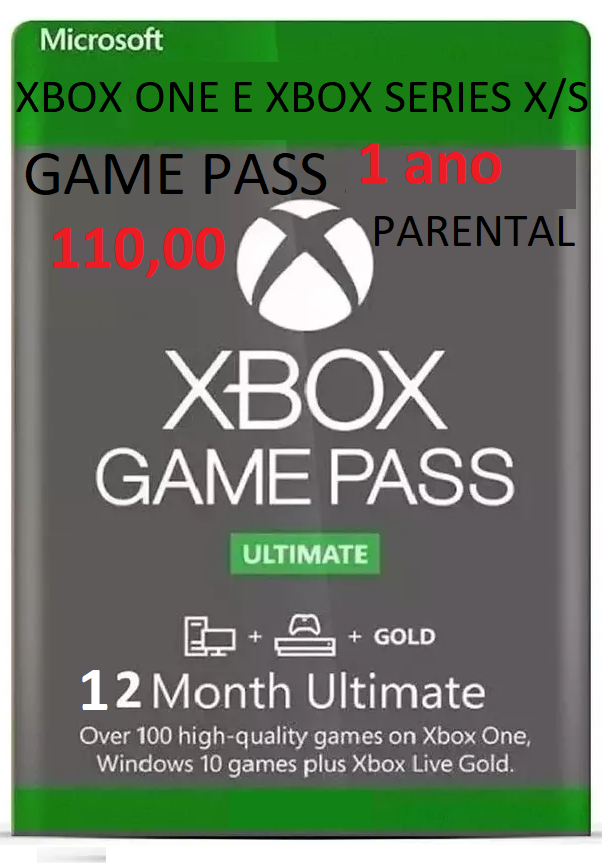 Microsoft
XBOX ONE E XBOX SERIES X/S
GAME PASS 1 ano
110,00 PARENTAL
XBOX
GAME PASS
ULTIMATE
+ + GOLD
12 Month Ultimate
Over 100 high-quality games on Xbox One,
Windows 10 games plus Xbox Live Gold.